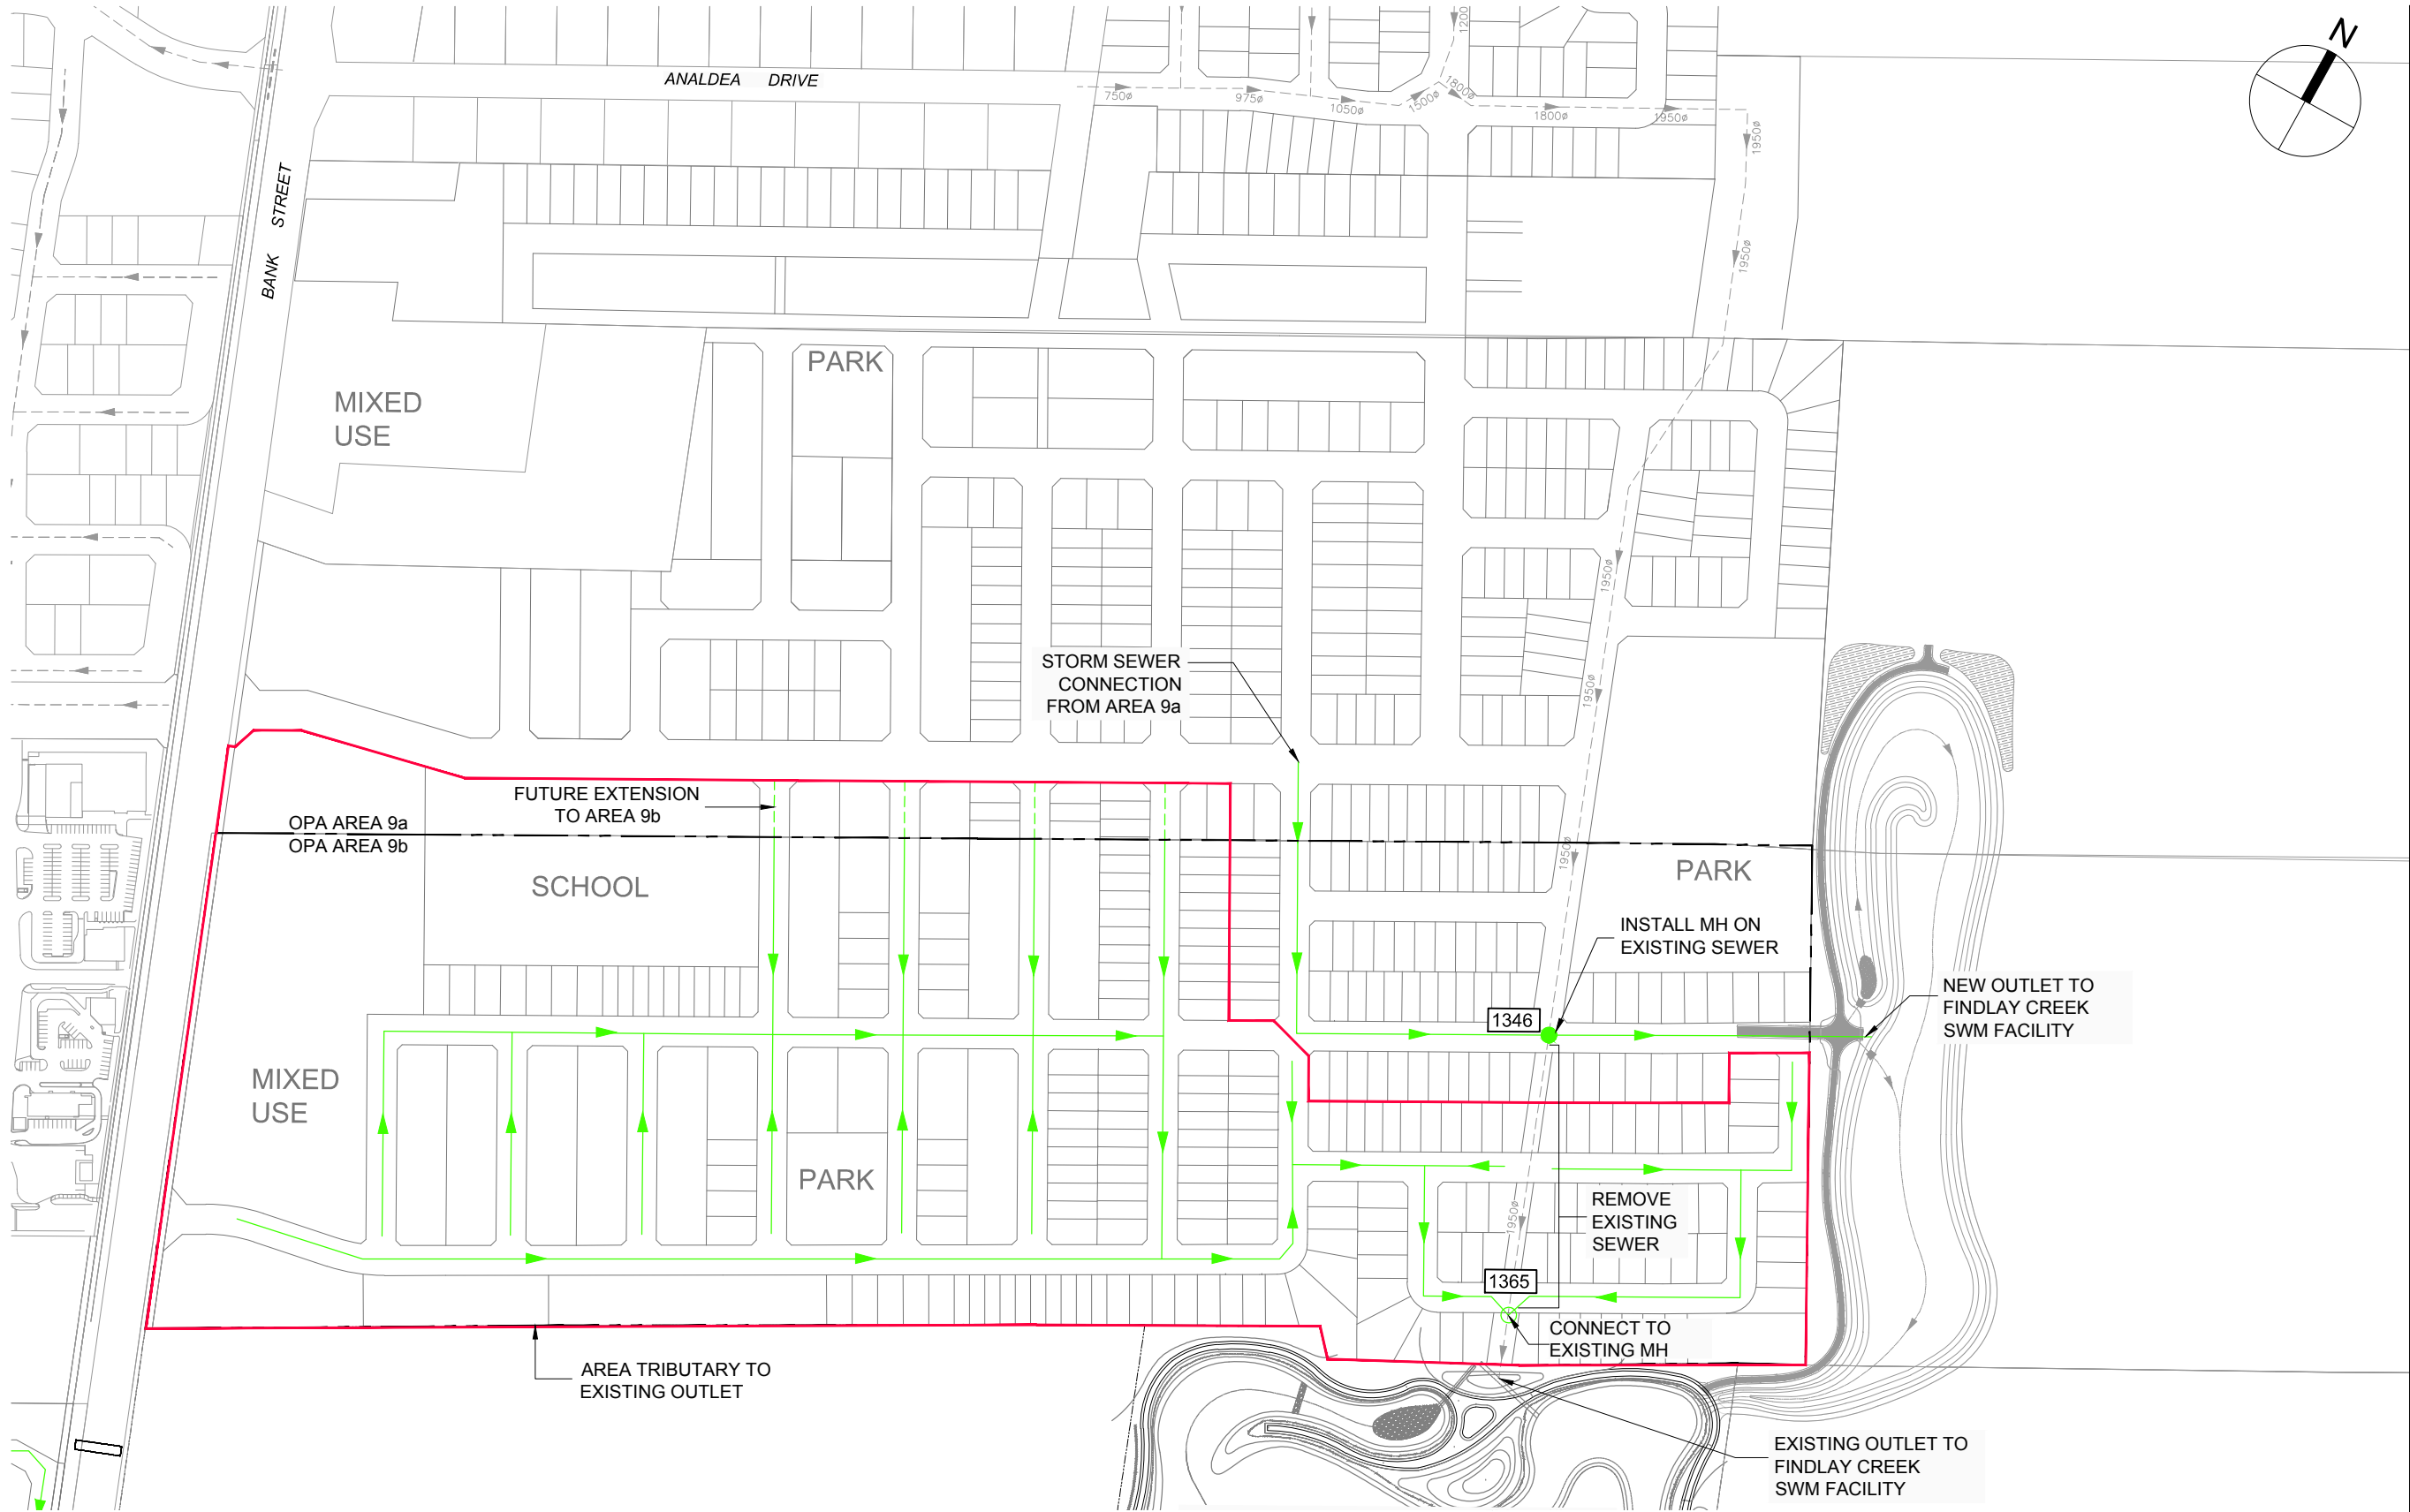 N
1200
ANALDEA DRIVE
750ø
975ø
1050ø
1500ø
1800ø
1800ø
1950ø
1950ø
BANK STREET
1950ø
PARK
MIXED
USE
1950ø
STORM SEWER
CONNECTION
FROM AREA 9a
1950ø
FUTURE EXTENSION
TO AREA 9b
OPA AREA 9a
OPA AREA 9b
1950ø
SCHOOL
PARK
INSTALL MH ON
EXISTING SEWER
1346
NEW OUTLET TO
FINDLAY CREEK
SWM FACILITY
MIXED
USE
PARK
1950ø
REMOVE
EXISTING
SEWER
1365
CONNECT TO
EXISTING MH
AREA TRIBUTARY TO
EXISTING OUTLET
EXISTING OUTLET TO
FINDLAY CREEK
SWM FACILITY